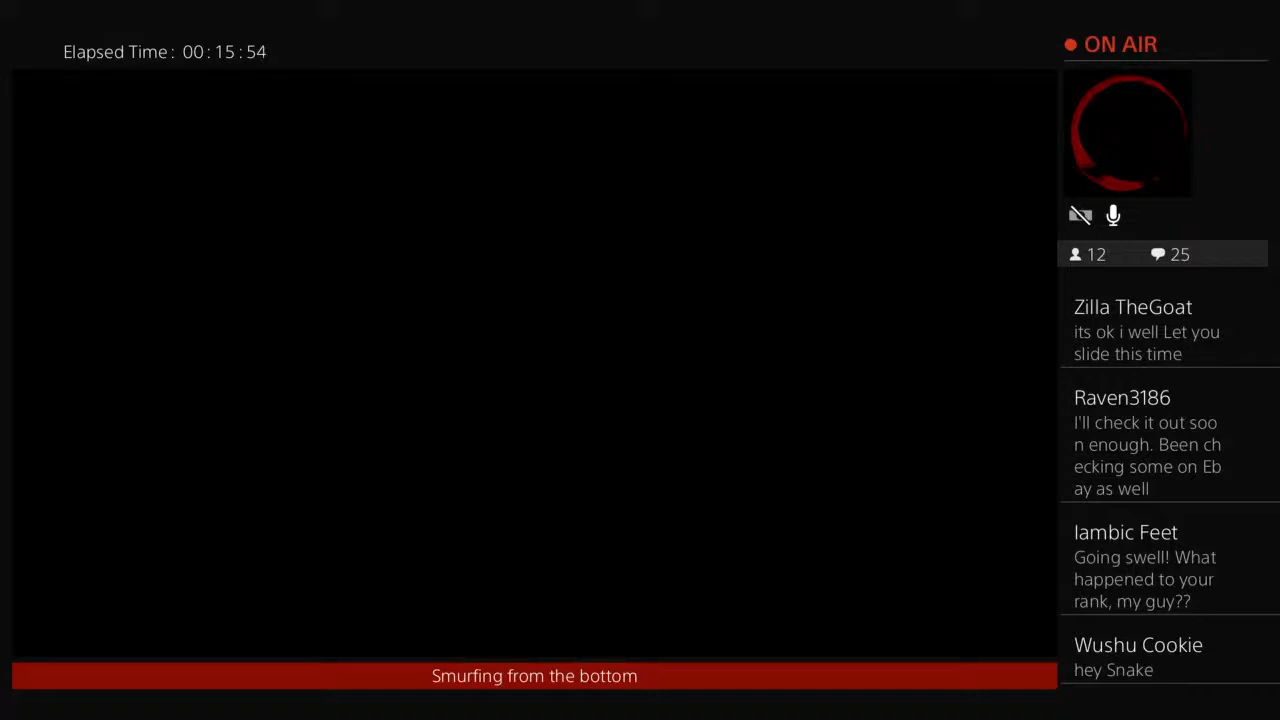 Elapsed Time: 00:15:54
ON AIR
12 25
Zilla TheGoat
its ok i well Let you
slide this time
Raven3186
I'll check it out soo
n enough. Been ch
ecking some on Eb
ay as well
Iambic Feet
Going swell! What
happened to your
rank, my guy??
Wushu Cookie
hey Snake
Smurfing from the bottom